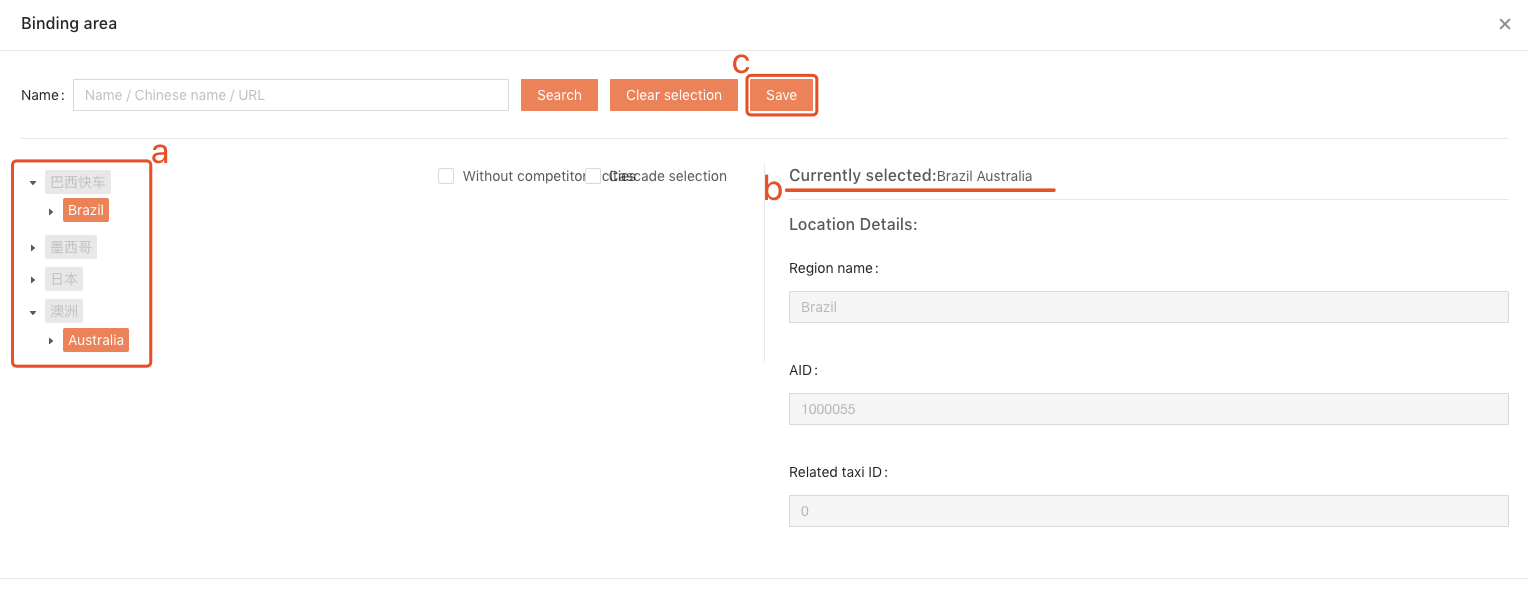 Binding area
c
Name: Name / Chinese name / URL Search Clear selection Save
a
巴西快车
Brazil
墨西哥
日本
澳洲
Australia
Without competitor cities Cascade selection
b
Currently selected:Brazil Australia
Location Details:
Region name:
Brazil
AID:
1000055
Related taxi ID:
0